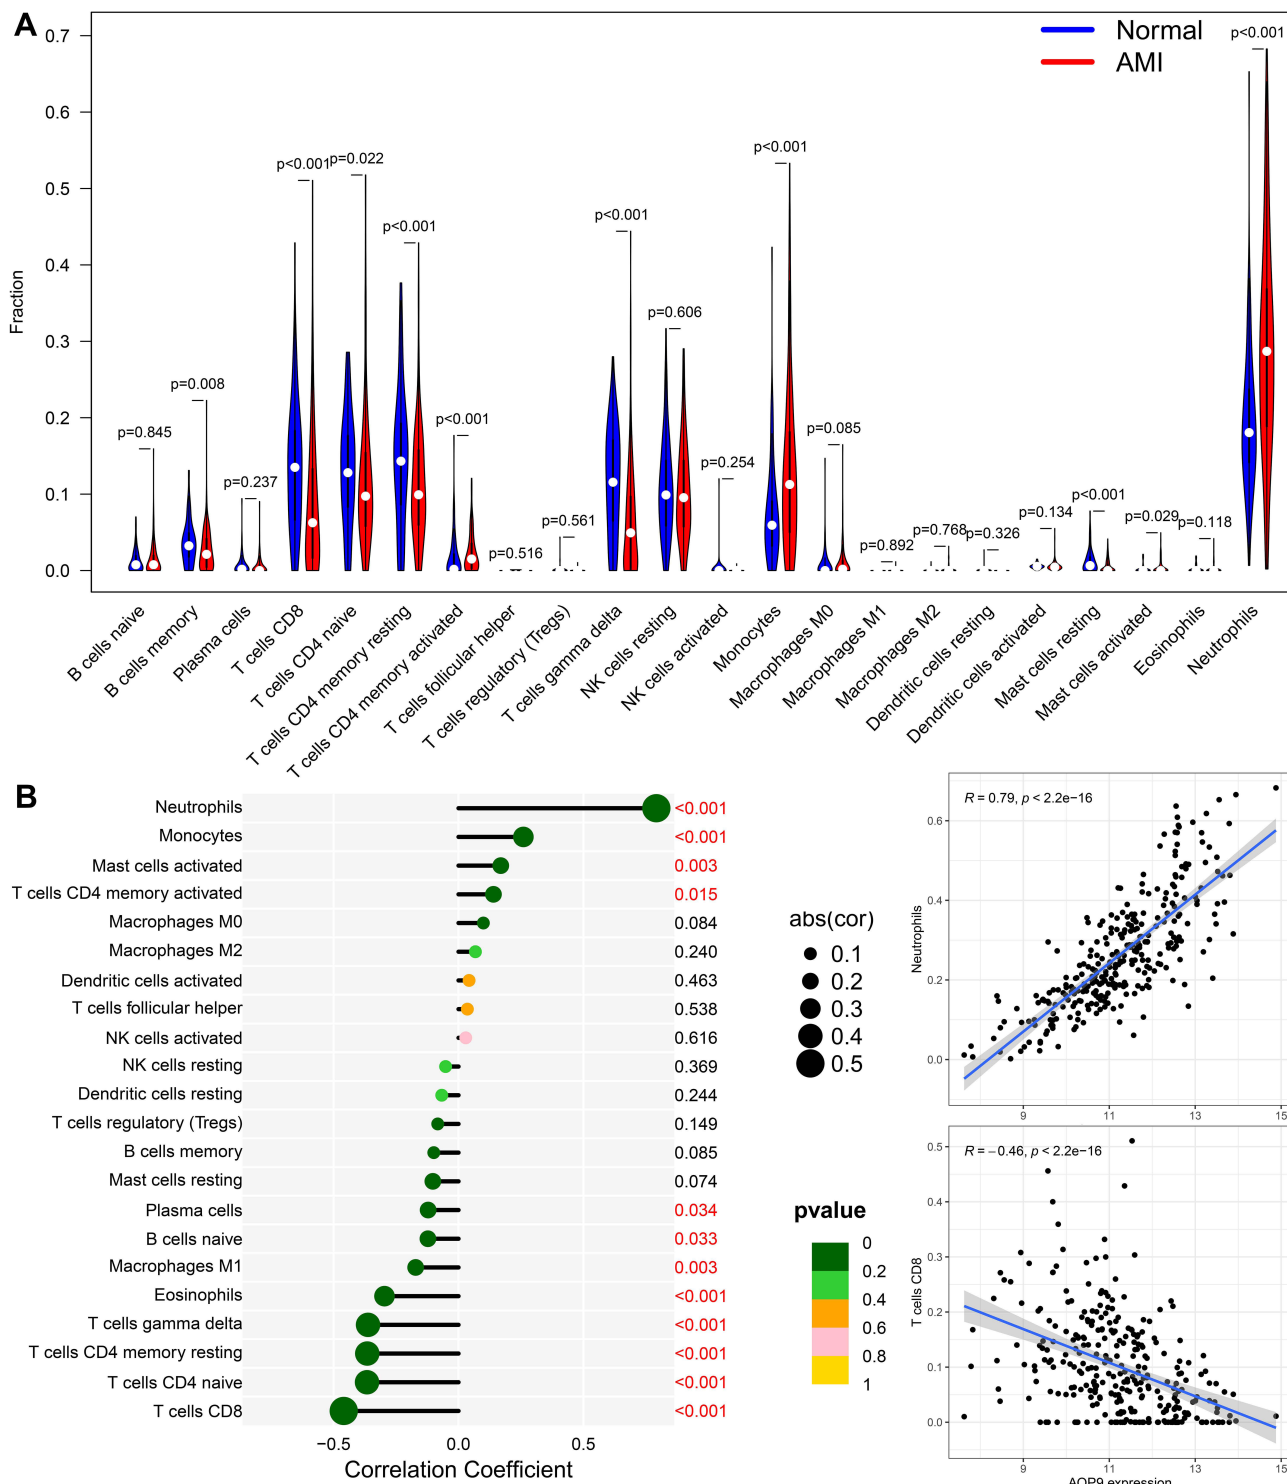 A
Normal
AMI
0.7
0.6
0.5
0.4
0.3
0.2
0.1
0.0
Fraction
p=0.845
p=0.008
p=0.237
p<0.001
p=0.022
p<0.001
p<0.001
p=0.516
p=0.561
p<0.001
p=0.606
p=0.254
p<0.001
p=0.085
p=0.892
p=0.768
p=0.326
p=0.134
p<0.001
p=0.029
p=0.118
p<0.001
B cells naive
B cells memory
Plasma cells
T cells CD8
T cells CD4 naive
T cells CD4 memory resting
T cells CD4 memory activated
T cells follicular helper
T cells regulatory (Tregs)
T cells gamma delta
NK cells resting
NK cells activated
Monocytes
Macrophages M0
Macrophages M1
Macrophages M2
Dendritic cells resting
Dendritic cells activated
Mast cells resting
Mast cells activated
Eosinophils
Neutrophils
B
Neutrophils <0.001
Monocytes <0.001
Mast cells activated 0.003
T cells CD4 memory activated 0.015
Macrophages M0 0.084
Macrophages M2 0.240
Dendritic cells activated 0.463
T cells follicular helper 0.538
NK cells activated 0.616
NK cells resting 0.369
Dendritic cells resting 0.244
T cells regulatory (Tregs) 0.149
B cells memory 0.085
Mast cells resting 0.074
Plasma cells 0.034
B cells naive 0.033
Macrophages M1 0.003
Eosinophils <0.001
T cells gamma delta <0.001
T cells CD4 memory resting <0.001
T cells CD4 naive <0.001
T cells CD8 <0.001
−0.5 0.0 0.5
Correlation Coefficient
abs(cor)
0.1
0.2
0.3
0.4
0.5
pvalue
0
0.2
0.4
0.6
0.8
1
R = 0.79, p < 2.2e−16
Neutrophils
0.6
0.4
0.2
0.0
9 11 13 15
R = −0.46, p < 2.2e−16
T cells CD8
0.5
0.4
0.3
0.2
0.1
0.0
9 11 13 15
AQP9 expression